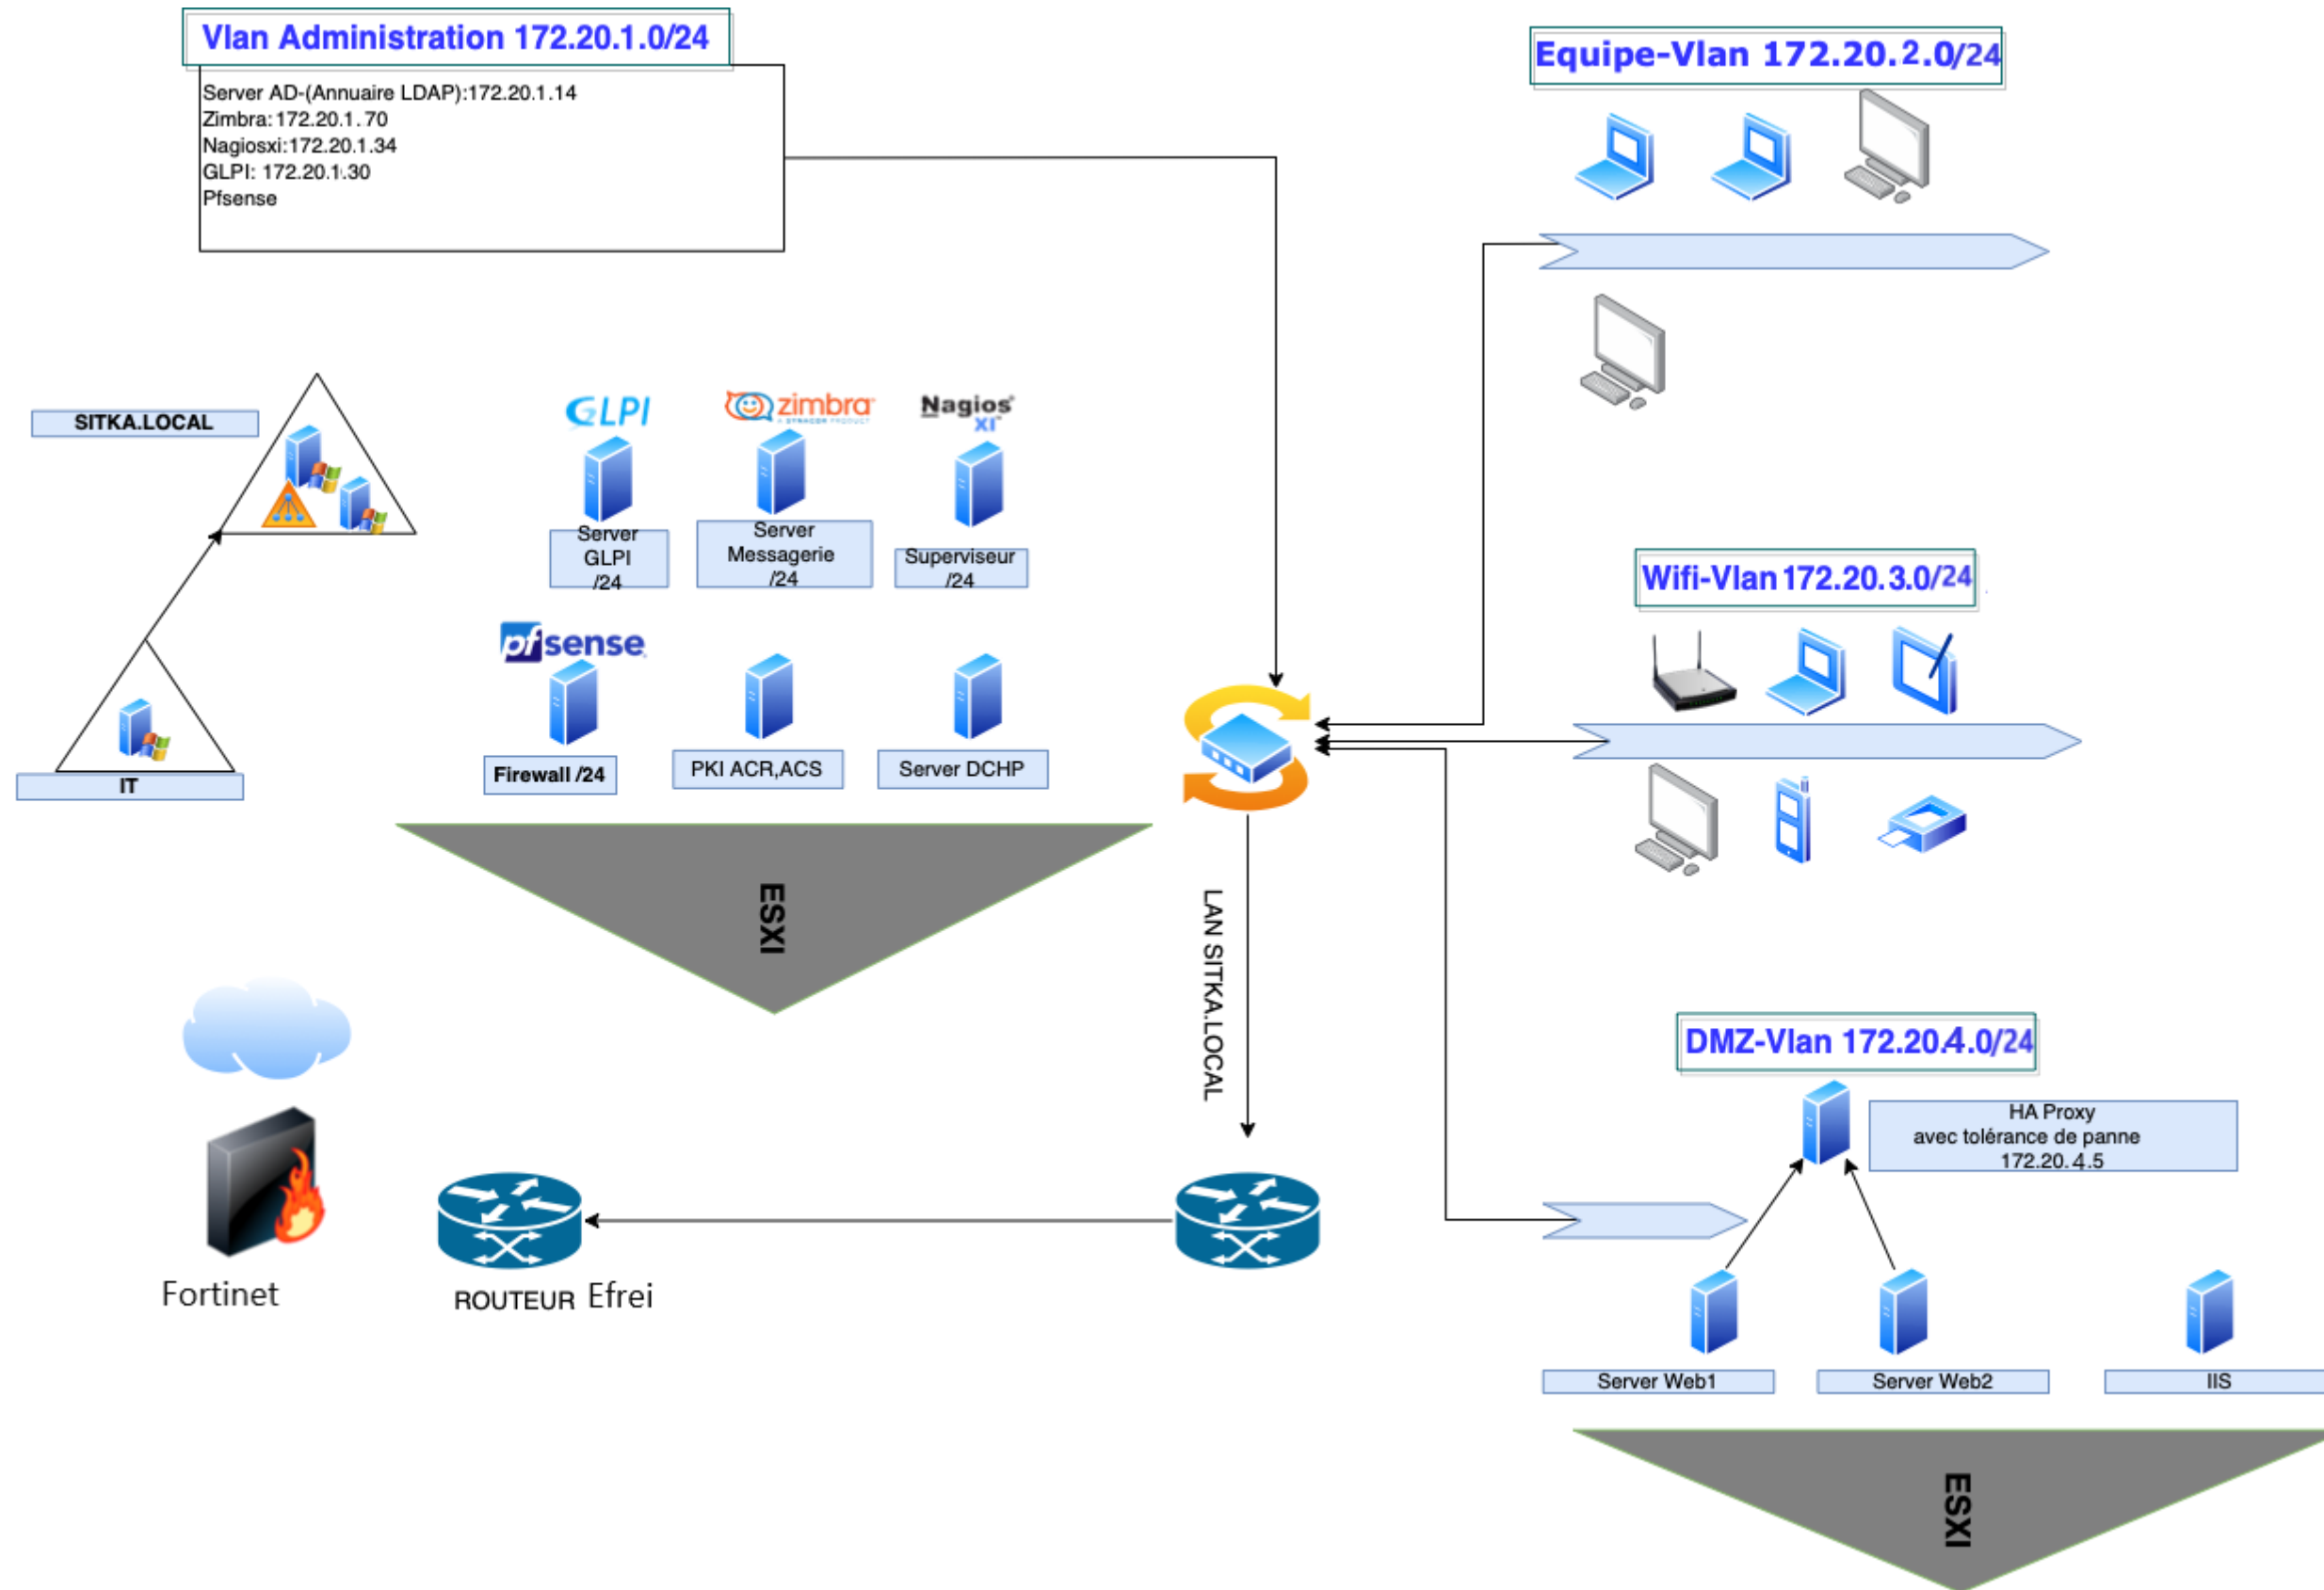 Vlan Administration 172.20.1.0/24
Server AD-(Annuaire LDAP):172.20.1.14
Zimbra:172.20.1.70
Nagiosxi:172.20.1.34
GLPI: 172.20.1.30
Pfsense
Equipe-Vlan 172.20.2.0/24
SITKA.LOCAL
IT
GLPI
Server
GLPI
/24
zimbra
A SYNACOR PRODUCT
Server
Messagerie
/24
Nagios
XI
Superviseur
/24
pfsense
Firewall /24
PKI ACR,ACS
Server DCHP
ESXI
LAN SITKA.LOCAL
Wifi-Vlan 172.20.3.0/24
DMZ-Vlan 172.20.4.0/24
HA Proxy
avec tolérance de panne
172.20.4.5
Server Web1
Server Web2
IIS
ESXI
Fortinet
ROUTEUR Efrei